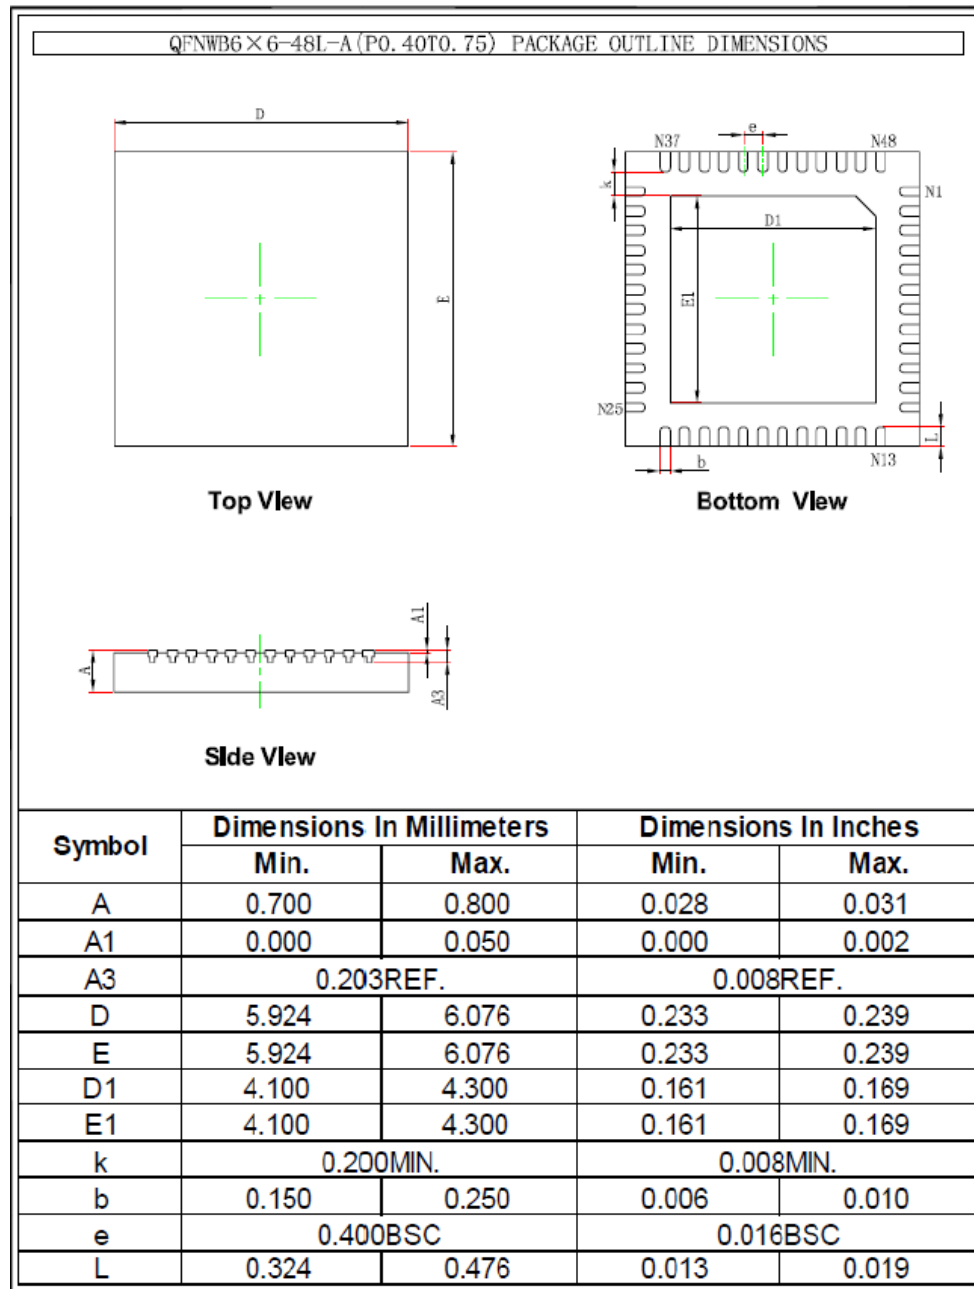 QFNWB6×6-48L-A(P0.40T0.75) PACKAGE OUTLINE DIMENSIONS
D
E
Top View
e
N37
N48
k
N1
D1
E1
N25
L
b
N13
Bottom View
A1
A
A3
Side View
Symbol
Dimensions In Millimeters
Dimensions In Inches
Min. Max. Min. Max.
A 0.700 0.800 0.028 0.031
A1 0.000 0.050 0.000 0.002
A3 0.203REF. 0.008REF.
D 5.924 6.076 0.233 0.239
E 5.924 6.076 0.233 0.239
D1 4.100 4.300 0.161 0.169
E1 4.100 4.300 0.161 0.169
k 0.200MIN. 0.008MIN.
b 0.150 0.250 0.006 0.010
e 0.400BSC 0.016BSC
L 0.324 0.476 0.013 0.019